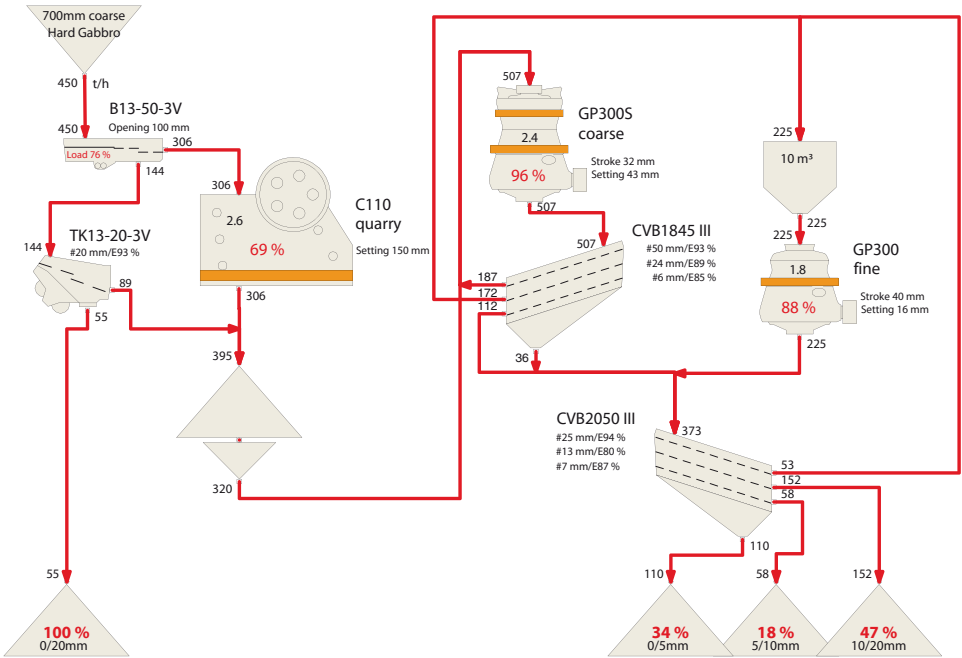 700mm coarse
Hard Gabbro
450 t/h
B13-50-3V
Opening 100 mm
450
306
Load 76 %
144
306
2.6
69 %
C110
quarry
Setting 150 mm
306
144
TK13-20-3V
#20 mm/E93 %
89
55
395
320
55
100 %
0/20mm
507
GP300S
coarse
2.4
96 %
Stroke 32 mm
Setting 43 mm
507
507
CVB1845 III
#50 mm/E93 %
#24 mm/E89 %
#6 mm/E85 %
187
172
112
36
225
10 m³
225
225
GP300
fine
1.8
88 %
Stroke 40 mm
Setting 16 mm
225
CVB2050 III
#25 mm/E94 %
#13 mm/E80 %
#7 mm/E87 %
373
53
152
58
110
110
34 %
0/5mm
58
18 %
5/10mm
152
47 %
10/20mm